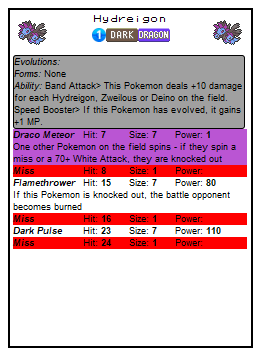 Hydreigon
1 DARK DRAGON
Evolutions:
Forms: None
Ability: Band Attack> This Pokemon deals +10 damage
for each Hydreigon, Zweilous or Deino on the field.
Speed Booster> If this Pokemon has evolved, it gains
+1 MP.
Draco Meteor Hit: 7 Size: 7 Power: 1
One other Pokemon on the field spins - if they spin a
miss or a 70+ White Attack, they are knocked out
Miss Hit: 8 Size: 1 Power:
Flamethrower Hit: 15 Size: 7 Power: 80
If this Pokemon is knocked out, the battle opponent
becomes burned
Miss Hit: 16 Size: 1 Power:
Dark Pulse Hit: 23 Size: 7 Power: 110
Miss Hit: 24 Size: 1 Power: